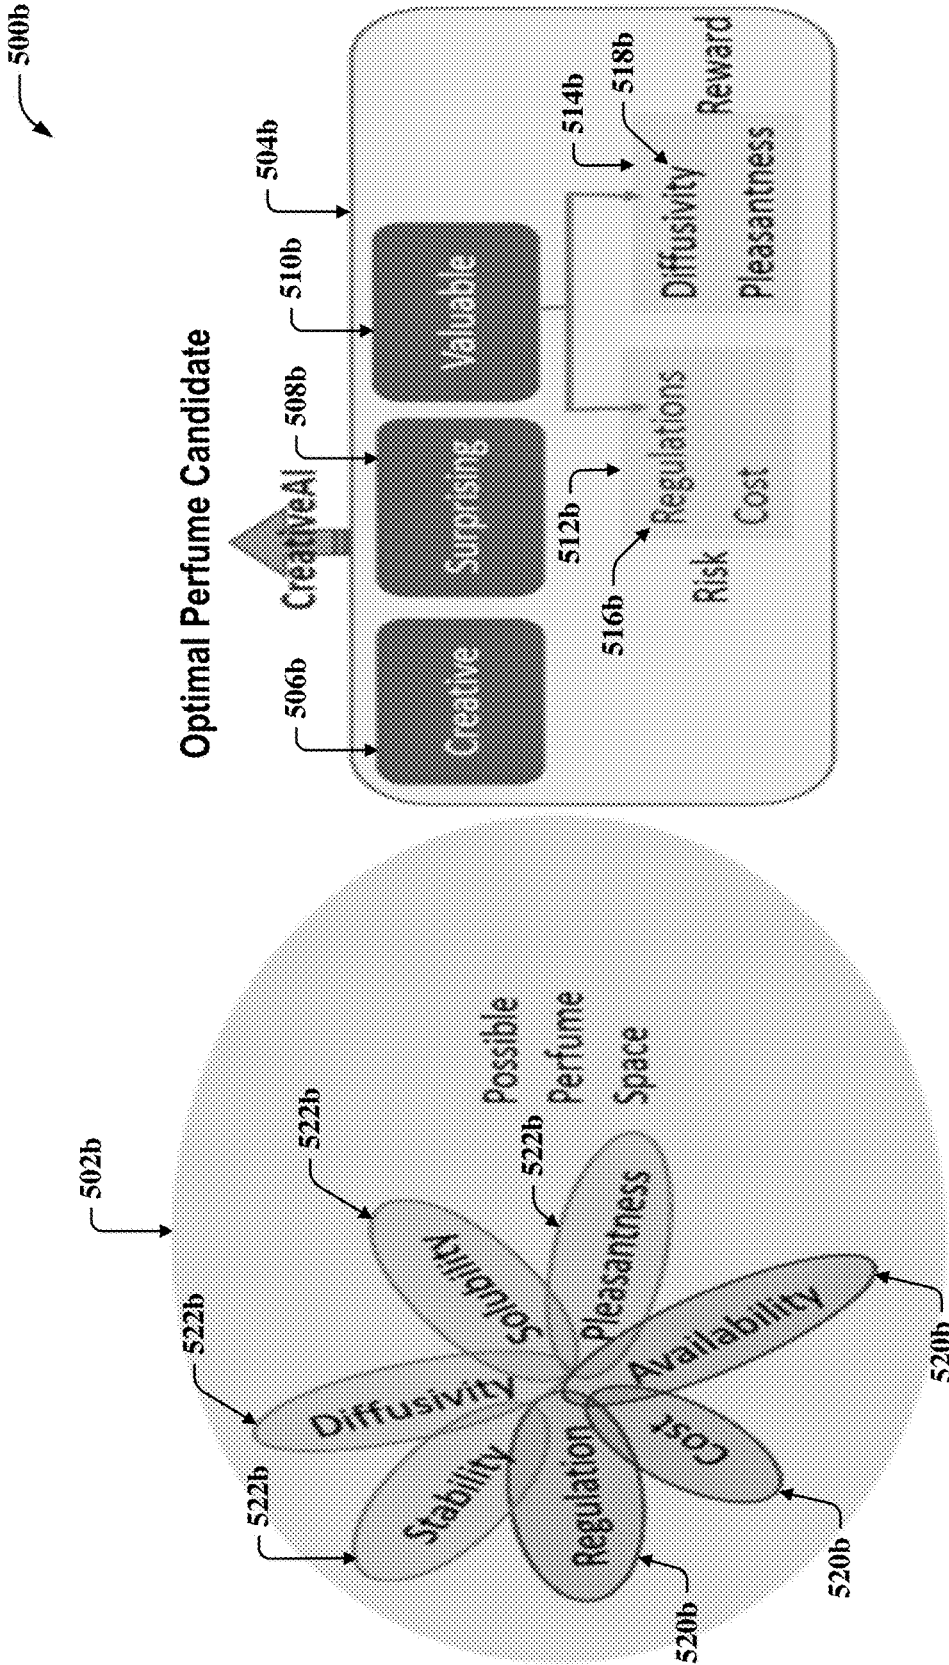 500b
Optimal Perfume Candidate
CreativeAI
504b
506b
508b
510b
Creative
Surprising
Valuable
512b
514b
516b
518b
Regulations
Diffusivity
Risk
Cost
Pleasantness
Reward
502b
522b
522b
522b
522b
Stability
Diffusivity
Solubility
Pleasantness
Possible
Perfume
Space
Regulation
Cost
Availability
520b
520b
520b